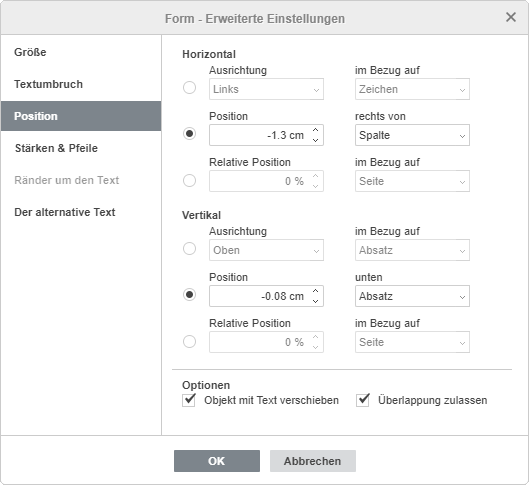 Form - Erweiterte Einstellungen
Größe
Textumbruch
Position
Stärken & Pfeile
Ränder um den Text
Der alternative Text
Horizontal
Ausrichtung im Bezug auf
Links Zeichen
Position rechts von
-1.3 cm Spalte
Relative Position im Bezug auf
0 % Seite
Vertikal
Ausrichtung im Bezug auf
Oben Absatz
Position unten
-0.08 cm Absatz
Relative Position im Bezug auf
0 % Seite
Optionen
Objekt mit Text verschieben Überlappung zulassen
OK Abbrechen